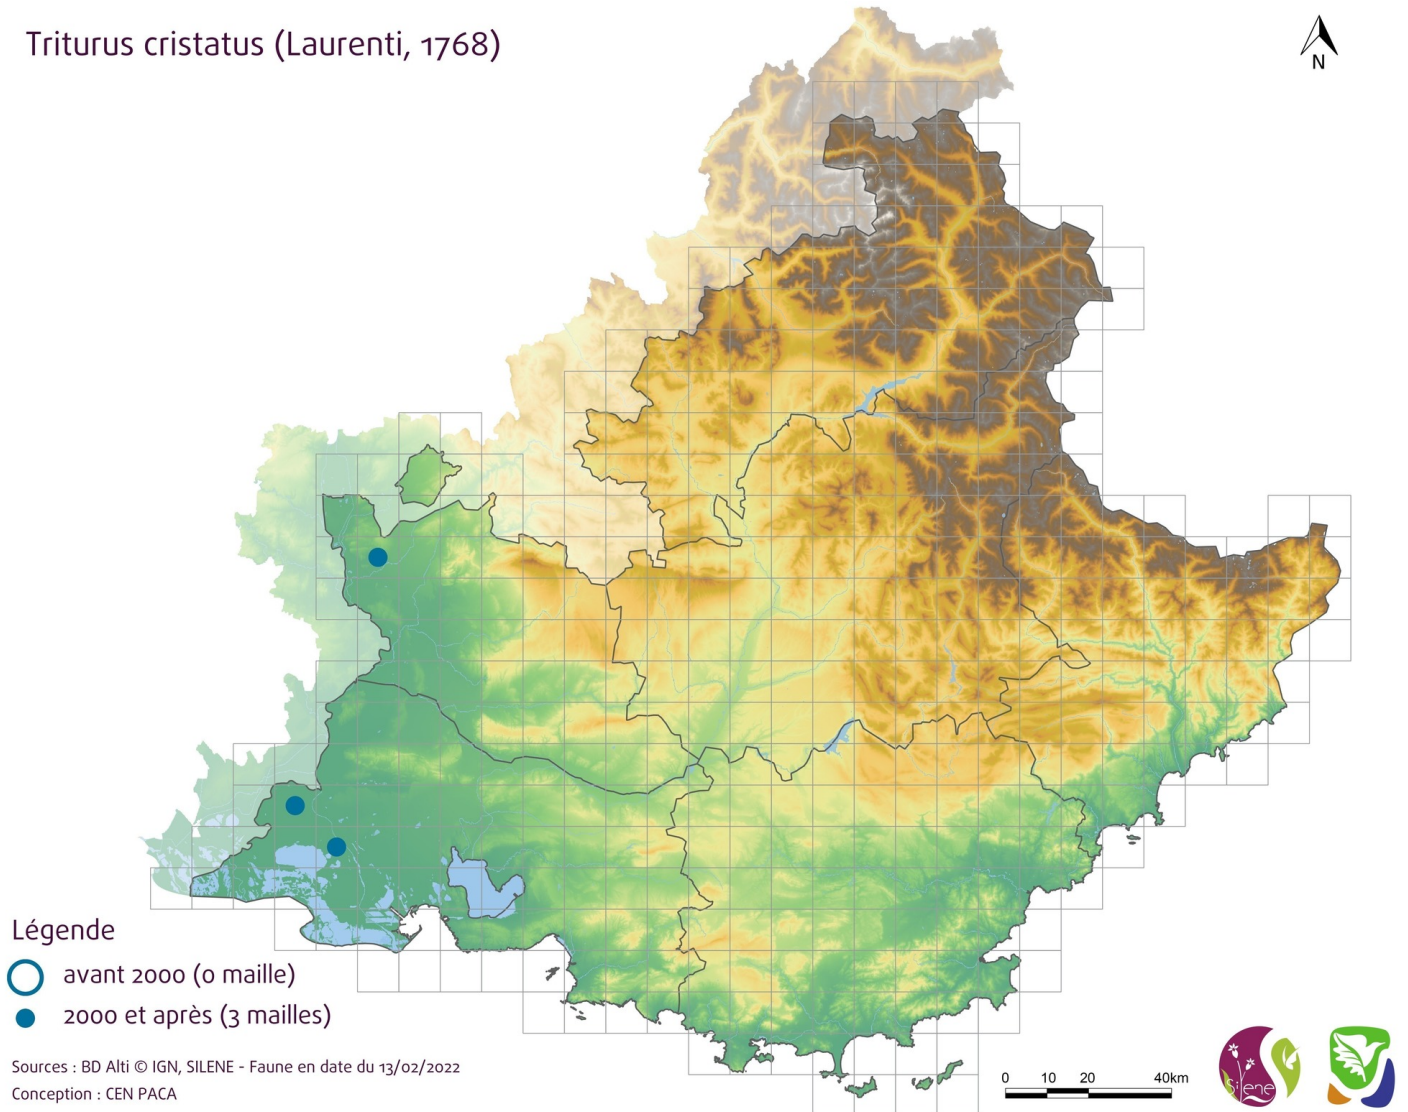 Triturus cristatus (Laurenti, 1768)
N
Légende
avant 2000 (0 maille)
2000 et après (3 mailles)
Sources : BD Alti © IGN, SILENE - Faune en date du 13/02/2022
Conception : CEN PACA
0 10 20 40km
Silene